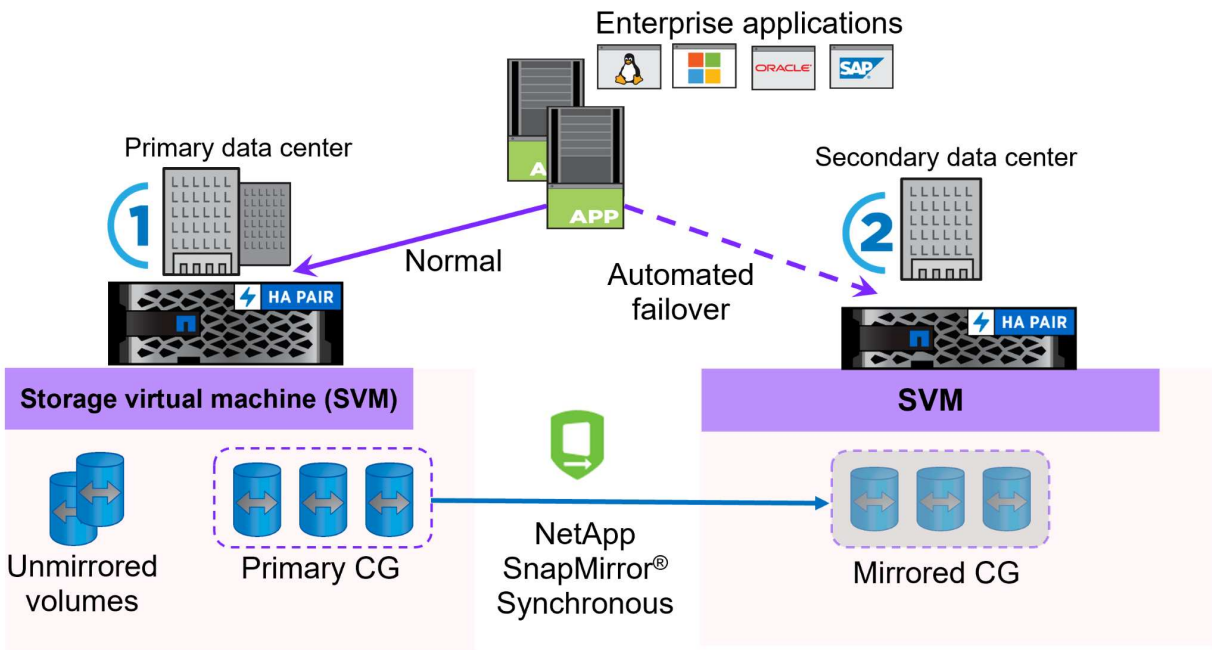 Enterprise applications
ORACLE
SAP
Primary data center
Secondary data center
A
APP
1
2
Normal
Automated
failover
HA PAIR
HA PAIR
Storage virtual machine (SVM)
SVM
NetApp
SnapMirror®
Synchronous
Unmirrored
volumes
Primary CG
Mirrored CG